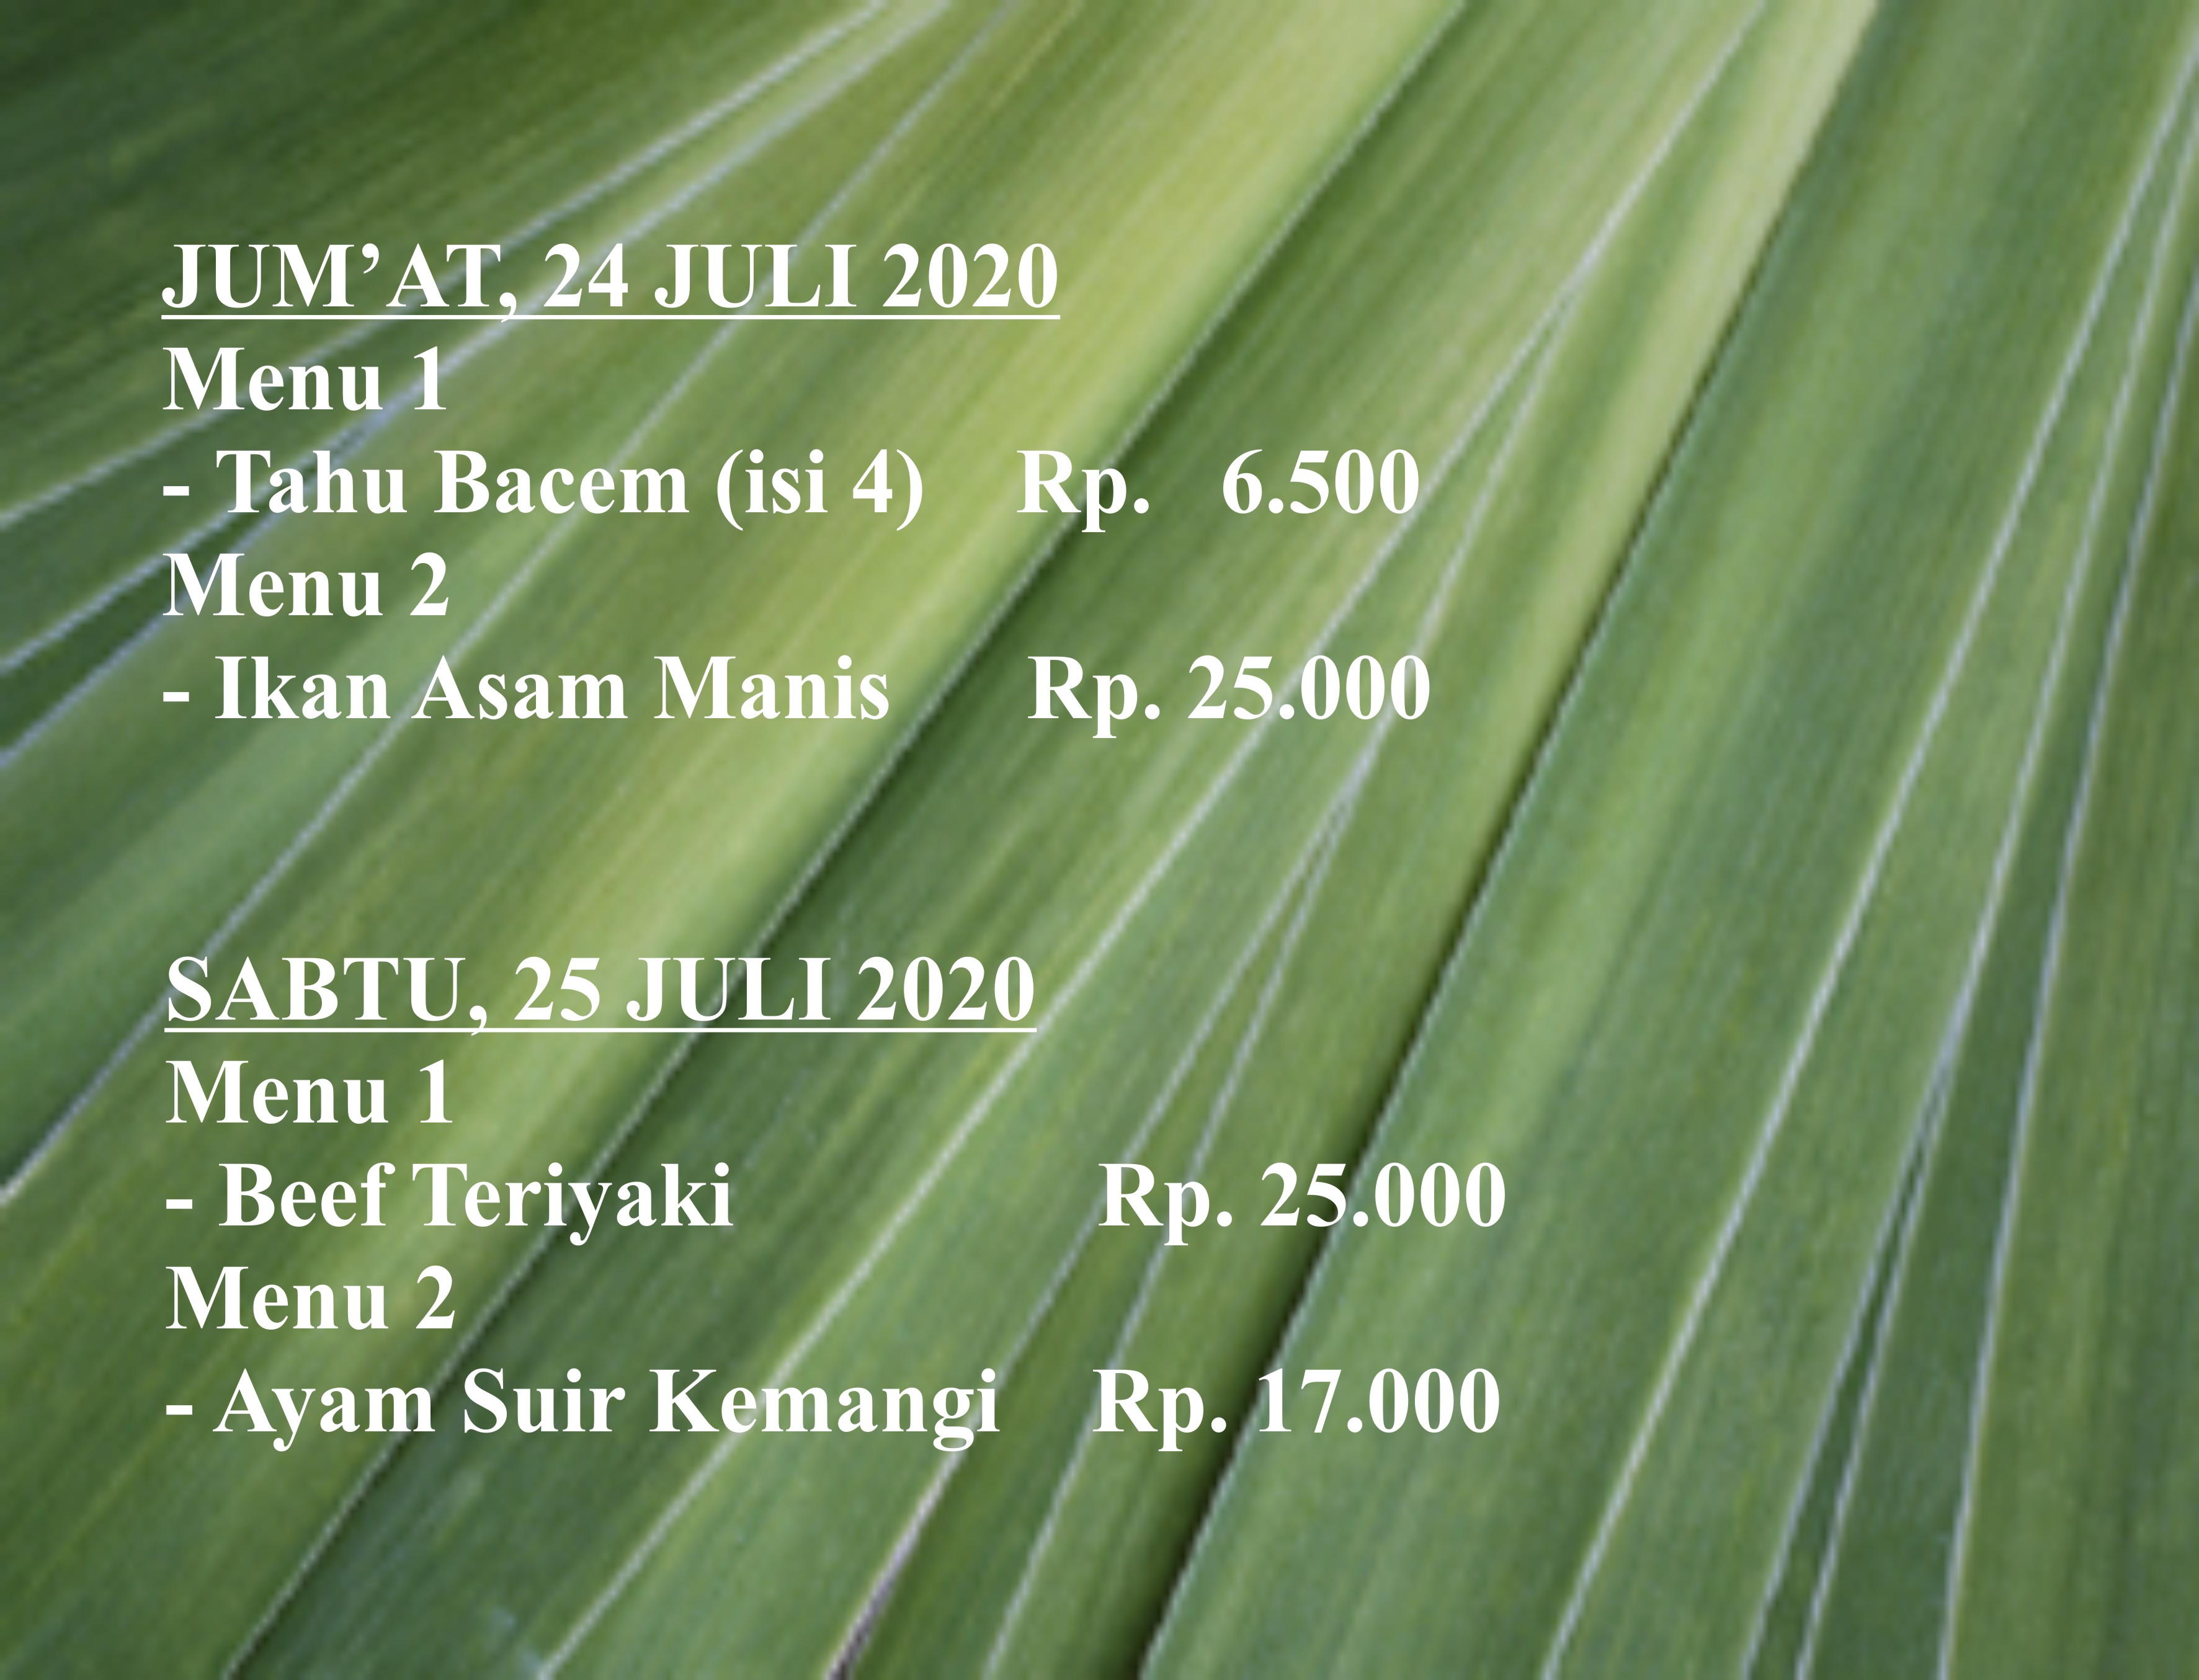 JUM’AT, 24 JULI 2020
Menu 1
- Tahu Bacem (isi 4) Rp. 6.500
Menu 2
- Ikan Asam Manis Rp. 25.000
SABTU, 25 JULI 2020
Menu 1
- Beef Teriyaki Rp. 25.000
Menu 2
- Ayam Suir Kemangi Rp. 17.000